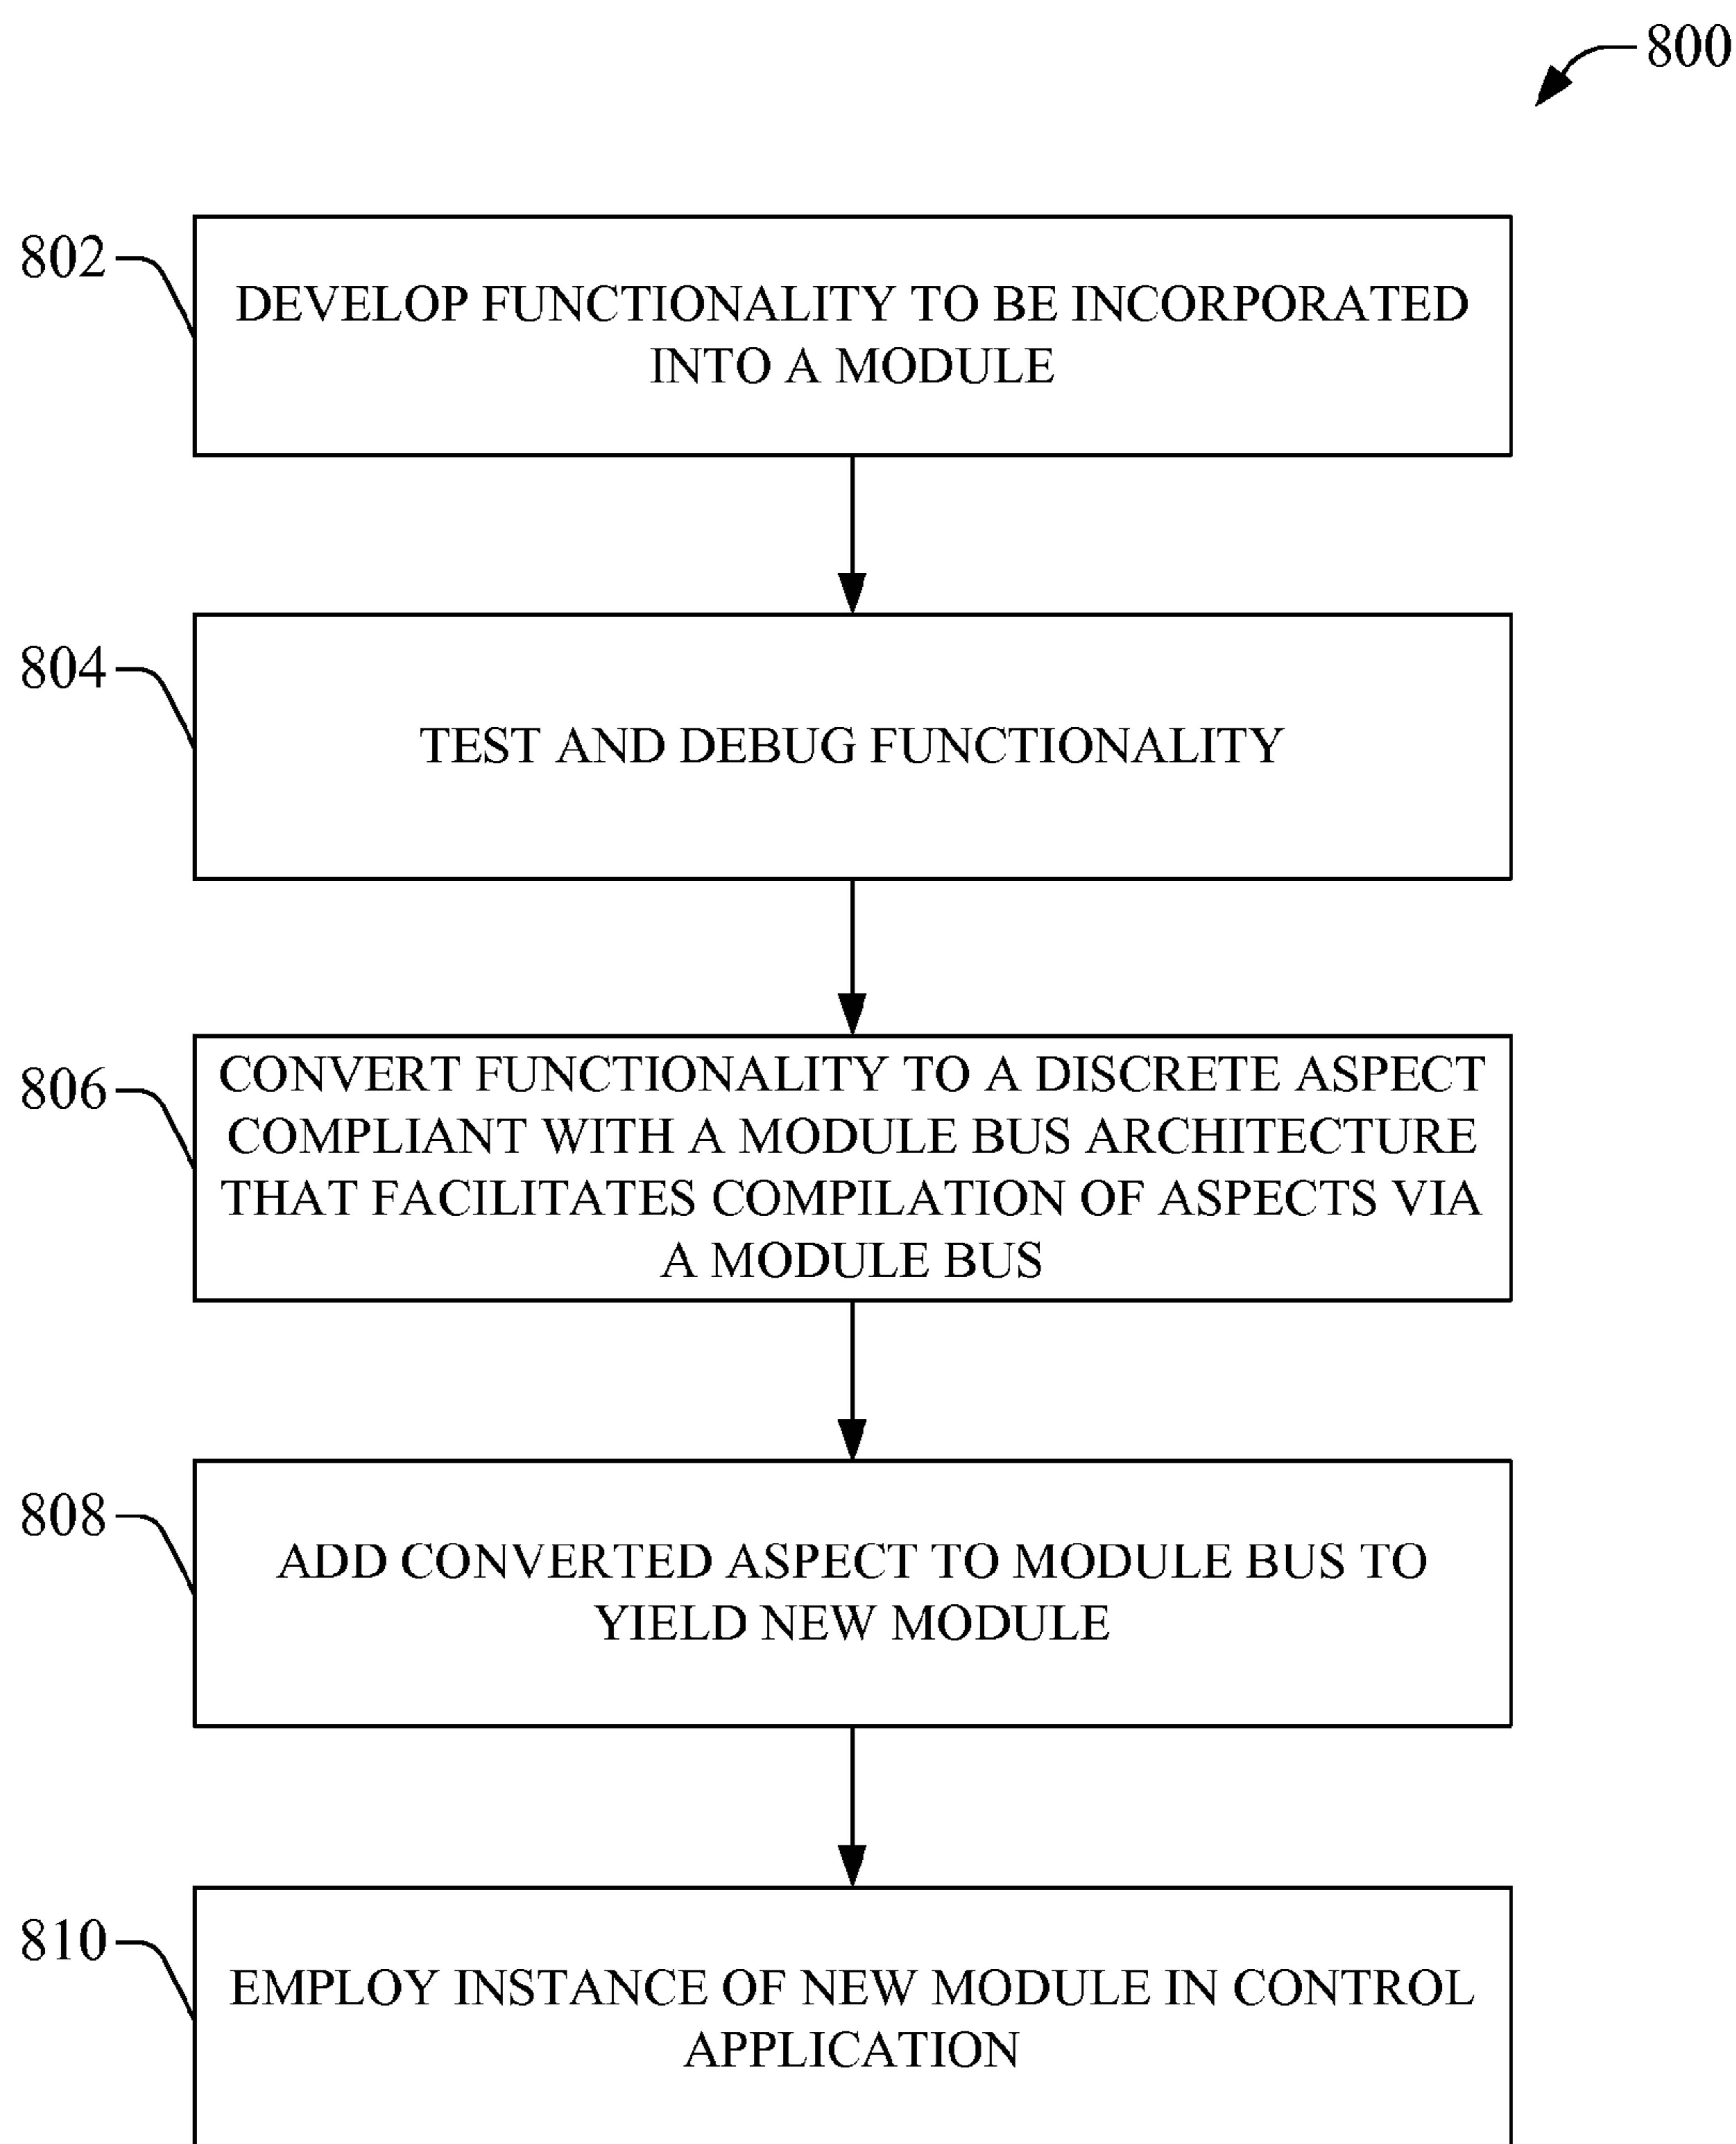 800
802
DEVELOP FUNCTIONALITY TO BE INCORPORATED
INTO A MODULE
804
TEST AND DEBUG FUNCTIONALITY
806
CONVERT FUNCTIONALITY TO A DISCRETE ASPECT
COMPLIANT WITH A MODULE BUS ARCHITECTURE
THAT FACILITATES COMPILATION OF ASPECTS VIA
A MODULE BUS
808
ADD CONVERTED ASPECT TO MODULE BUS TO
YIELD NEW MODULE
810
EMPLOY INSTANCE OF NEW MODULE IN CONTROL
APPLICATION